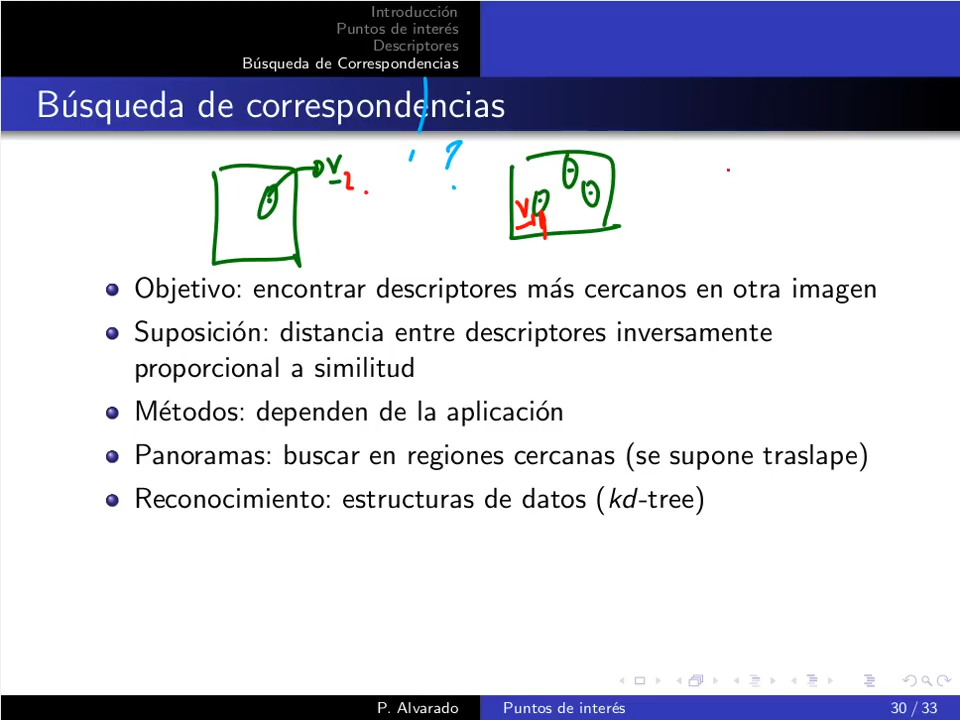 Introducción
Puntos de interés
Descriptores
Búsqueda de Correspondencias
Búsqueda de correspondencias
?
v 2
v 1
Objetivo: encontrar descriptores más cercanos en otra imagen
Suposición: distancia entre descriptores inversamente
proporcional a similitud
Métodos: dependen de la aplicación
Panoramas: buscar en regiones cercanas (se supone traslape)
Reconocimiento: estructuras de datos (kd-tree)
P. Alvarado
Puntos de interés
30 / 33